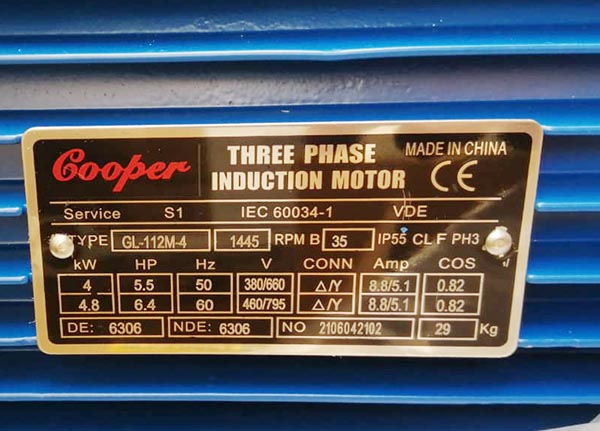 Cooper
THREE PHASE
INDUCTION MOTOR
MADE IN CHINA
CE
Service S1 IEC 60034-1 VDE
TYPE GL-112M-4 1445 RPM B 35 IP55 CL F PH3
kW HP Hz V CONN Amp COS
4 5.5 50 380/660 △/Y 8.8/5.1 0.82
4.8 6.4 60 460/795 △/Y 8.8/5.1 0.82
DE: 6306 NDE: 6306 NO 2106042102 29 Kg